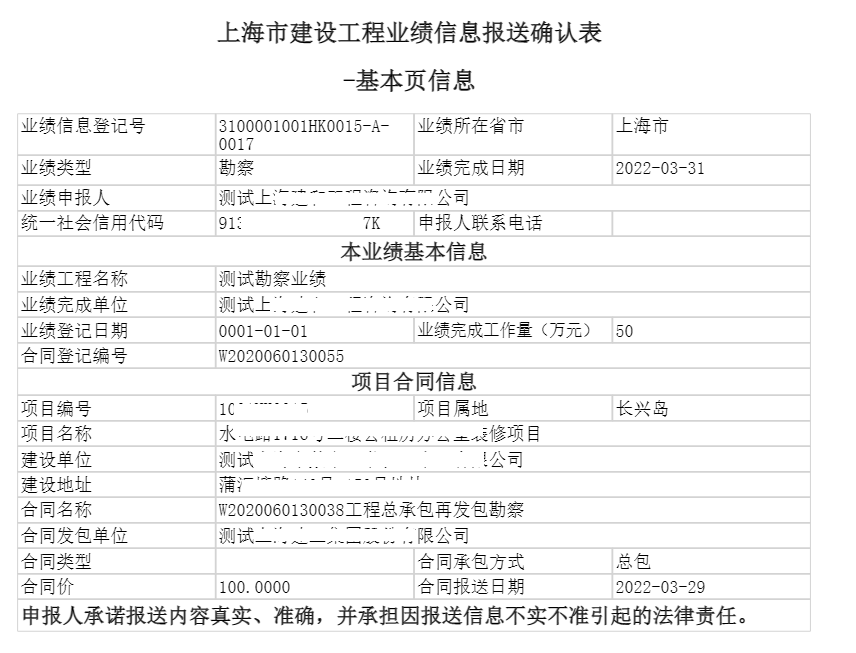 上海市建设工程业绩信息报送确认表
-基本页信息
业绩信息登记号 3100001001HK0015-A-0017 业绩所在省市 上海市
业绩类型 勘察 业绩完成日期 2022-03-31
业绩申报人 测试上 公司
统一社会信用代码 91 7K 申报人联系电话
本业绩基本信息
业绩工程名称 测试勘察业绩
业绩完成单位 测试上 公司
业绩登记日期 0001-01-01 业绩完成工作量（万元） 50
合同登记编号 W2020060130055
项目合同信息
项目编号 项目属地 长兴岛
项目名称 水 装修项目
建设单位 测试 公司
建设地址 蒲
合同名称 W2020060130038工程总承包再发包勘察
合同发包单位 测试 有限公司
合同类型 合同承包方式 总包
合同价 100.0000 合同报送日期 2022-03-29
申报人承诺报送内容真实、准确，并承担因报送信息不实不准引起的法律责任。